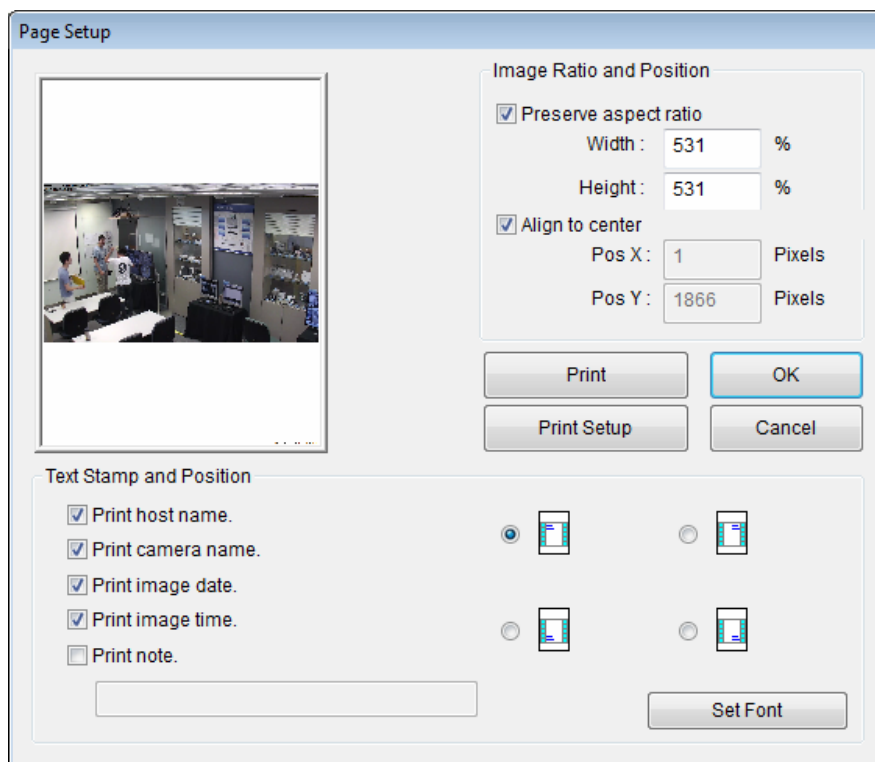 Page Setup
Image Ratio and Position
Preserve aspect ratio
Width : 531 %
Height : 531 %
Align to center
Pos X : 1 Pixels
Pos Y : 1866 Pixels
Print OK
Print Setup Cancel
Text Stamp and Position
Print host name.
Print camera name.
Print image date.
Print image time.
Print note.
Set Font